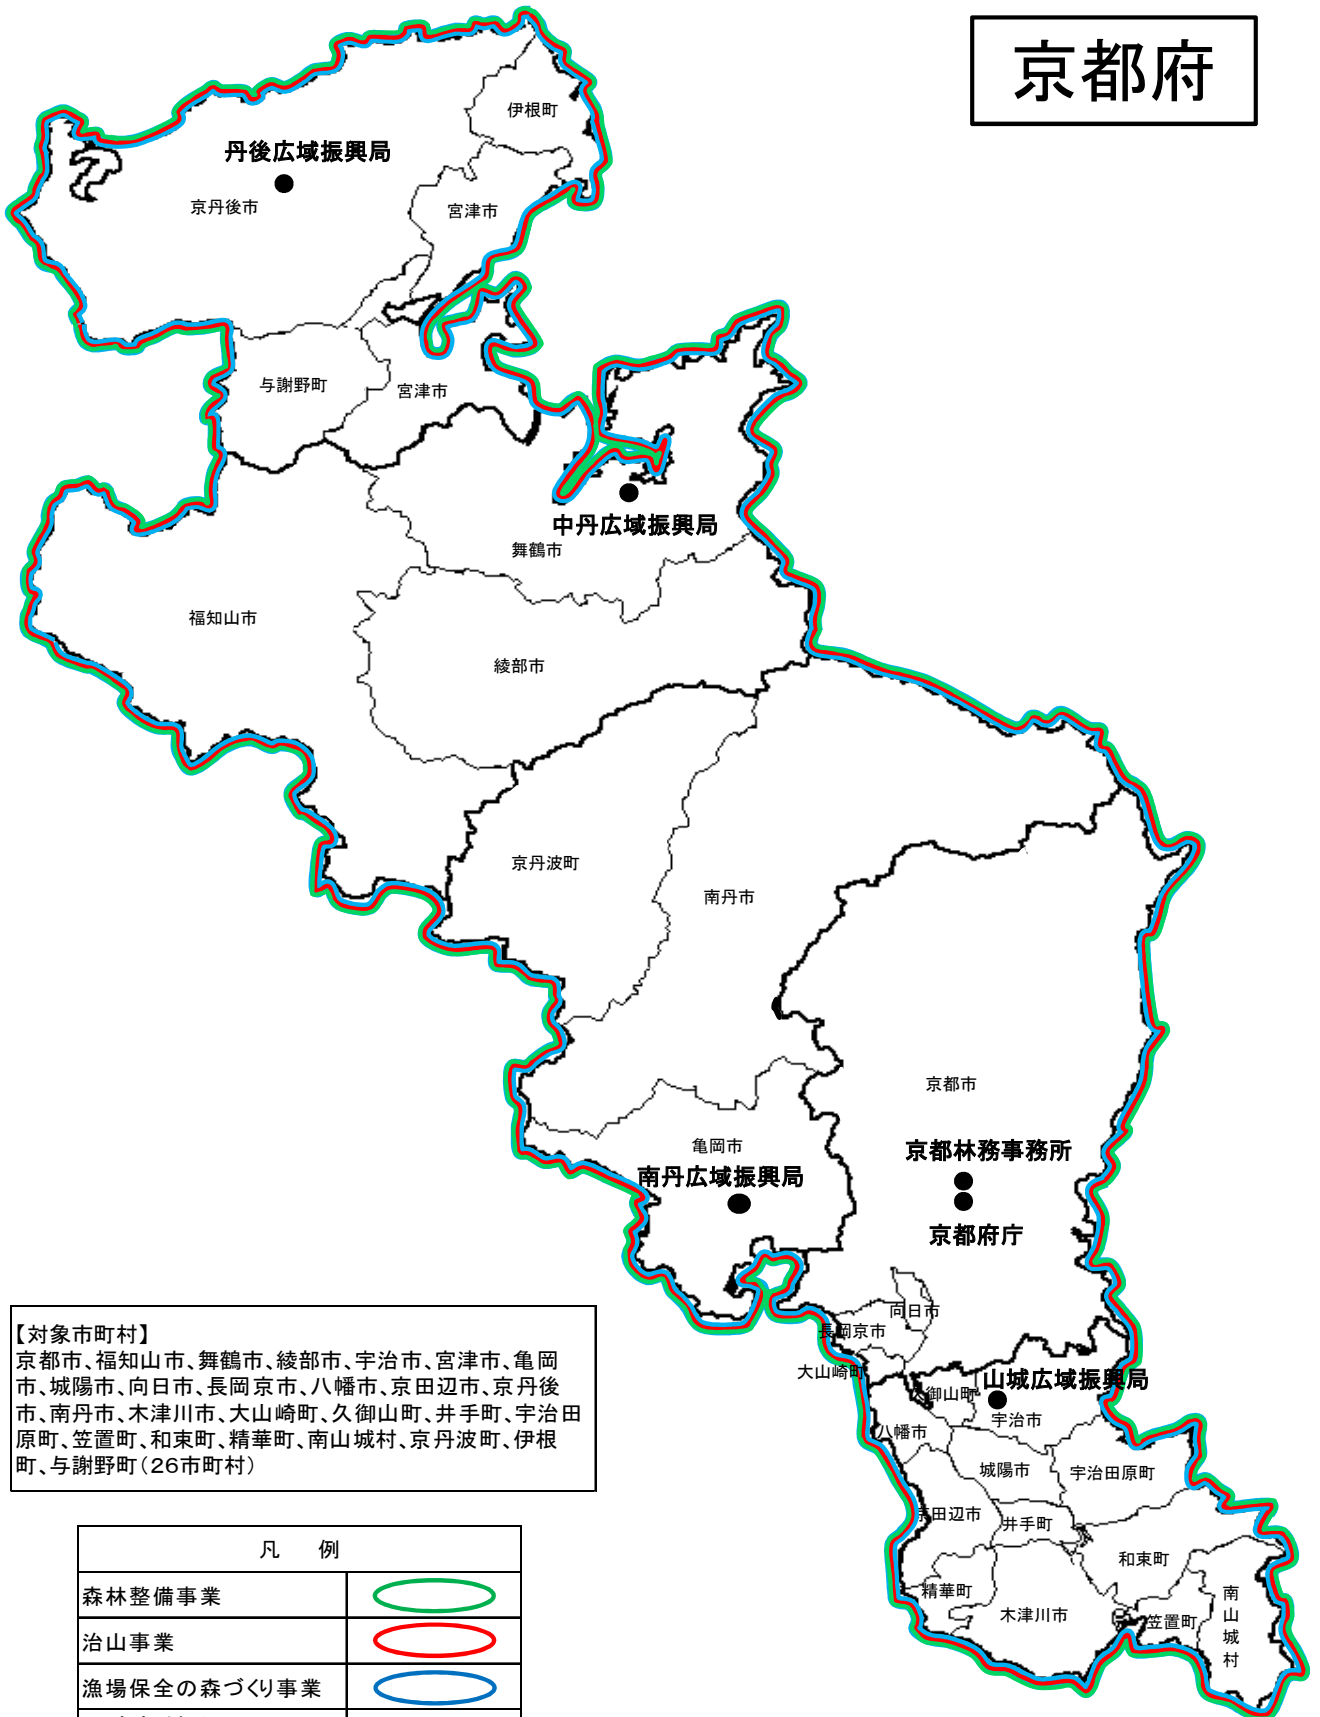 京都府
伊根町
丹後広域振興局
京丹後市
宮津市
与謝野町
宮津市
中丹広域振興局
舞鶴市
福知山市
綾部市
京丹波町
南丹市
京都市
亀岡市
京都林務事務所
南丹広域振興局
京都府庁
向日市
長岡京市
大山崎町
山城広域振興局
御山町
宇治市
八幡市
城陽市
宇治田原町
京田辺市
井手町
和束町
精華町
木津川市
笠置町
南山城村
【対象市町村】
京都市、福知山市、舞鶴市、綾部市、宇治市、宮津市、亀岡
市、城陽市、向日市、長岡京市、八幡市、京田辺市、京丹後
市、南丹市、木津川市、大山崎町、久御山町、井手町、宇治田
原町、笠置町、和束町、精華町、南山城村、京丹波町、伊根
町、与謝野町（26市町村）
凡　例
森林整備事業
治山事業
漁場保全の森づくり事業